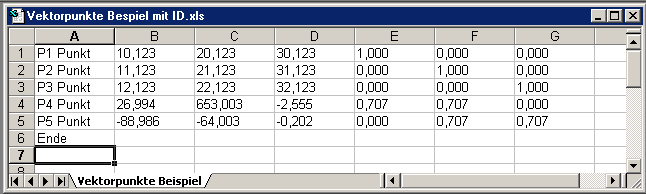 Vektorpunkte Bespiel mit ID.xls
A B C D E F G
1 P1 Punkt 10,123 20,123 30,123 1,000 0,000 0,000
2 P2 Punkt 11,123 21,123 31,123 0,000 1,000 0,000
3 P3 Punkt 12,123 22,123 32,123 0,000 0,000 1,000
4 P4 Punkt 26,994 653,003 -2,555 0,707 0,707 0,000
5 P5 Punkt -88,986 -64,003 -0,202 0,000 0,707 0,707
6 Ende
7
8
Vektorpunkte Beispiel